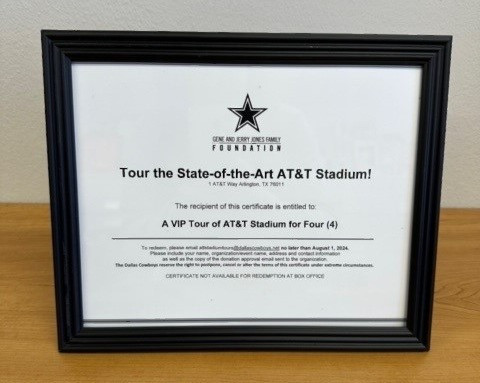 GENE AND JERRY JONES FAMILY
FOUNDATION
Tour the State-of-the-Art AT&T Stadium!
1 AT&T Way Arlington, TX 76011
The recipient of this certificate is entitled to:
A VIP Tour of AT&T Stadium for Four (4)
To redeem, please email attstadiumtours@dallascowboys.net no later than August 1, 2024.
Please include your name, organization/event name, address and contact information
as well as the copy of the donation approval email sent to the organization.
The Dallas Cowboys reserve the right to postpone, cancel or alter the terms of this certificate under extreme circumstances.
CERTIFICATE NOT AVAILABLE FOR REDEMPTION AT BOX OFFICE